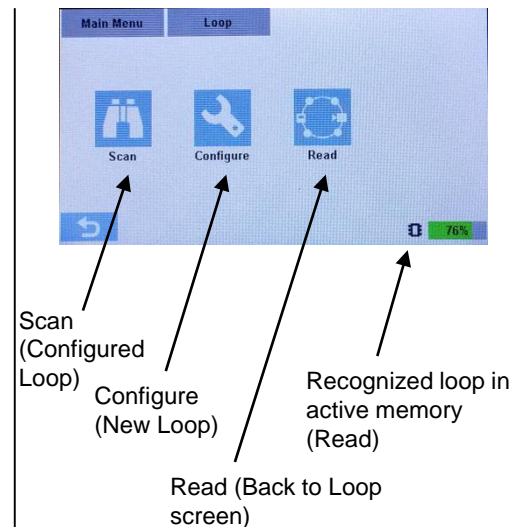 Main Menu
Loop
Scan
Configure
Read
76%
Scan
(Configured
Loop)
Configure
(New Loop)
Recognized loop in
active memory
(Read)
Read (Back to Loop
screen)